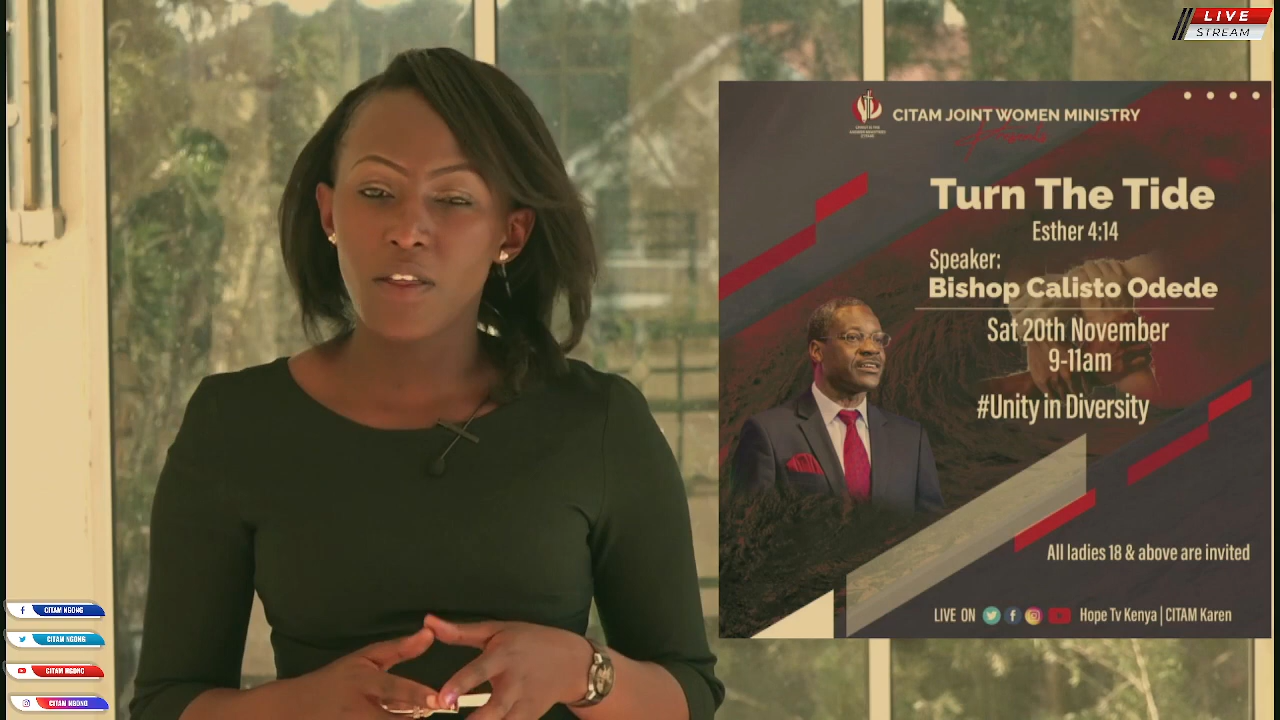 LIVE
STREAM
CITAM JOINT WOMEN MINISTRY
Turn The Tide
Esther 4:14
Speaker:
Bishop Calisto Odede
Sat 20th November
9-11am
#Unity in Diversity
All ladies 18 & above are invited
LIVE ON Hope Tv Kenya | CITAM Karen
CITAM NGONG
CITAM NGONG
CITAM NGONG
CITAM NGONG